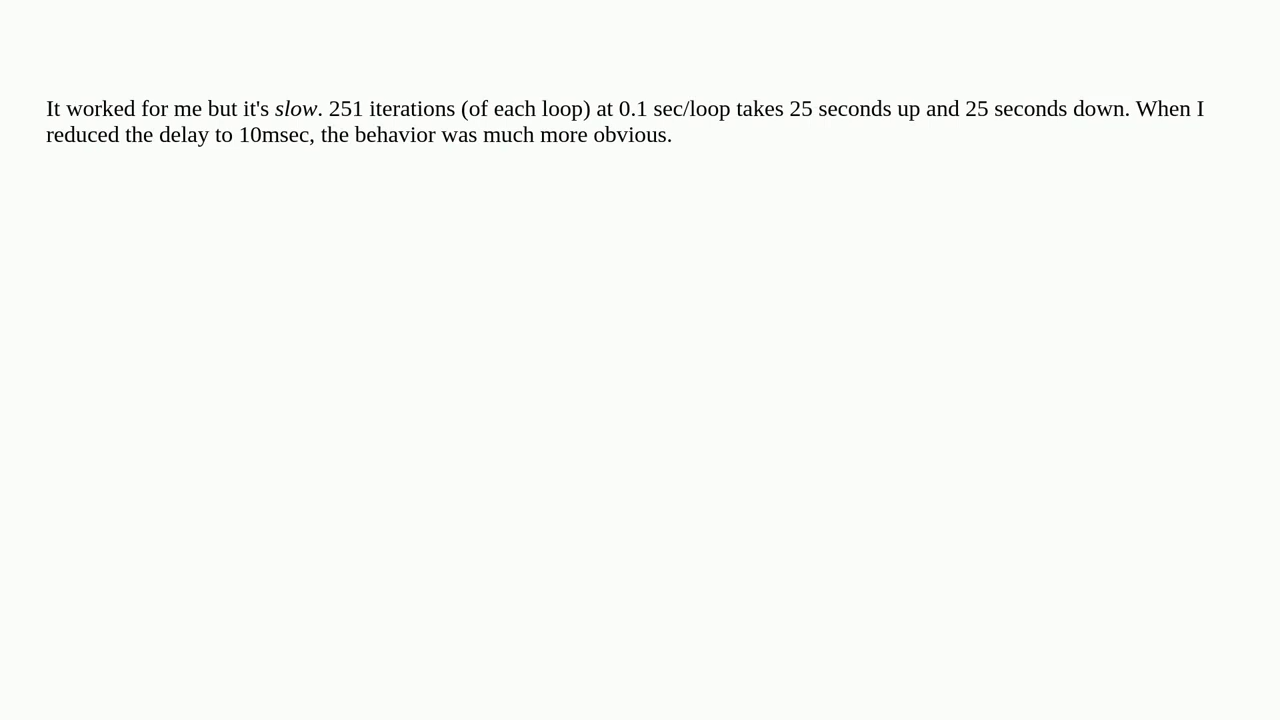 It worked for me but it's slow. 251 iterations (of each loop) at 0.1 sec/loop takes 25 seconds up and 25 seconds down. When I
reduced the delay to 10msec, the behavior was much more obvious.